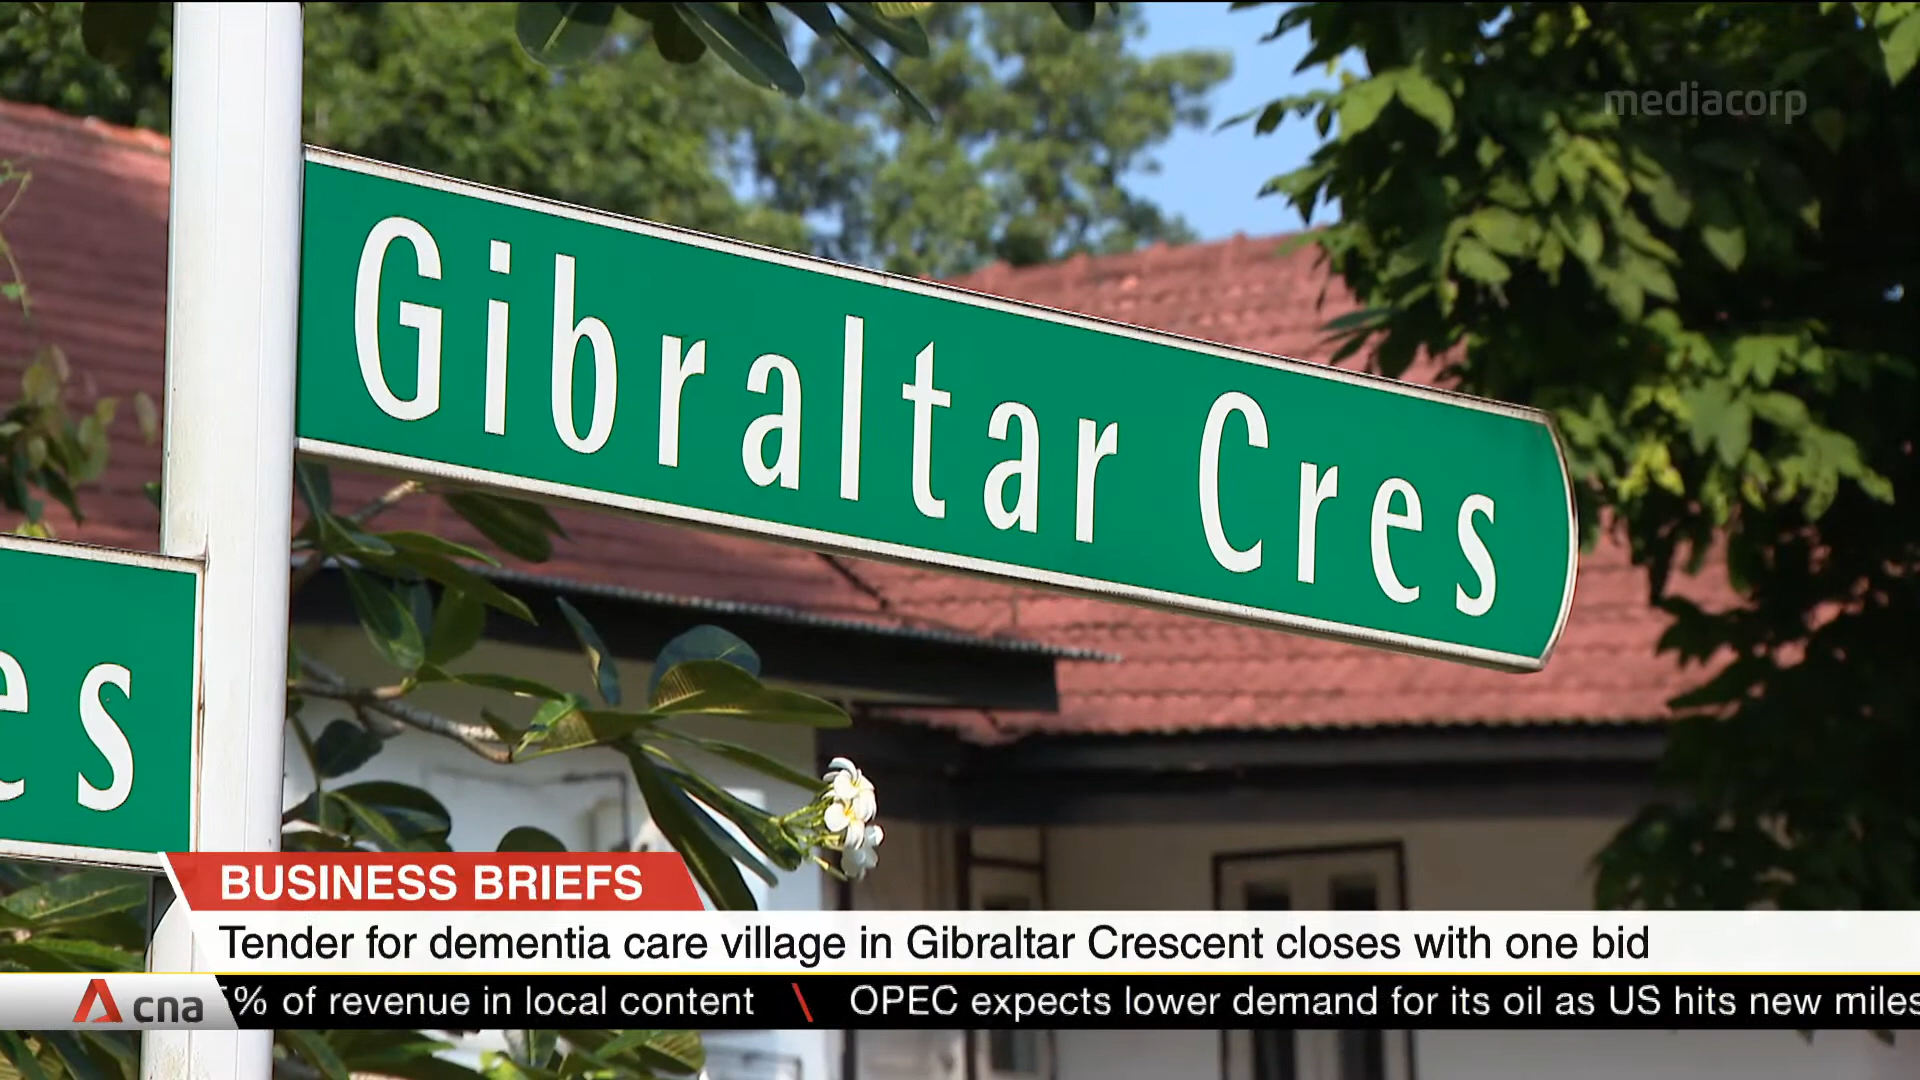 mediacorp
Gibraltar Cres
es
BUSINESS BRIEFS
Tender for dementia care village in Gibraltar Crescent closes with one bid
cna
5% of revenue in local content \ OPEC expects lower demand for its oil as US hits new miles